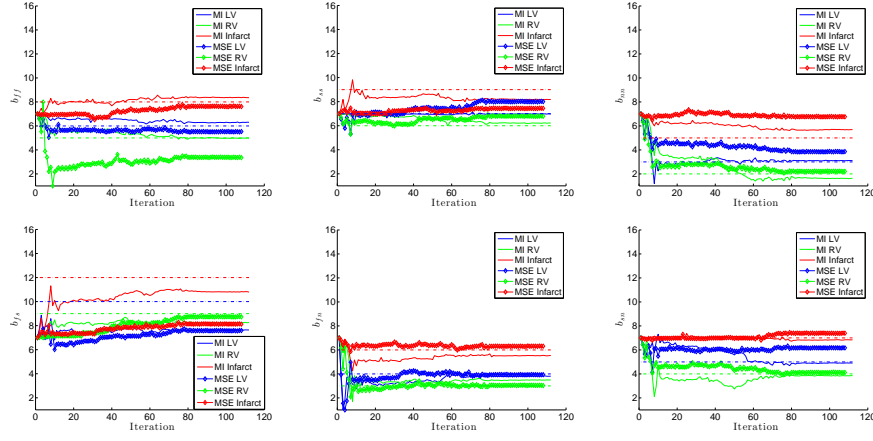 16
14
12
10
8
6
4
2
b_ff
0 20 40 60 80 100 120
Iteration
MI LV
MI RV
MI Infarct
MSE LV
MSE RV
MSE Infarct
16
14
12
10
8
6
4
2
b_ss
0 20 40 60 80 100 120
Iteration
MI LV
MI RV
MI Infarct
MSE LV
MSE RV
MSE Infarct
16
14
12
10
8
6
4
2
b_nn
0 20 40 60 80 100 120
Iteration
MI LV
MI RV
MI Infarct
MSE LV
MSE RV
MSE Infarct
16
14
12
10
8
6
4
2
b_fs
0 20 40 60 80 100 120
Iteration
MI LV
MI RV
MI Infarct
MSE LV
MSE RV
MSE Infarct
16
14
12
10
8
6
4
2
b_fn
0 20 40 60 80 100 120
Iteration
MI LV
MI RV
MI Infarct
MSE LV
MSE RV
MSE Infarct
16
14
12
10
8
6
4
2
b_sn
0 20 40 60 80 100 120
Iteration
MI LV
MI RV
MI Infarct
MSE LV
MSE RV
MSE Infarct